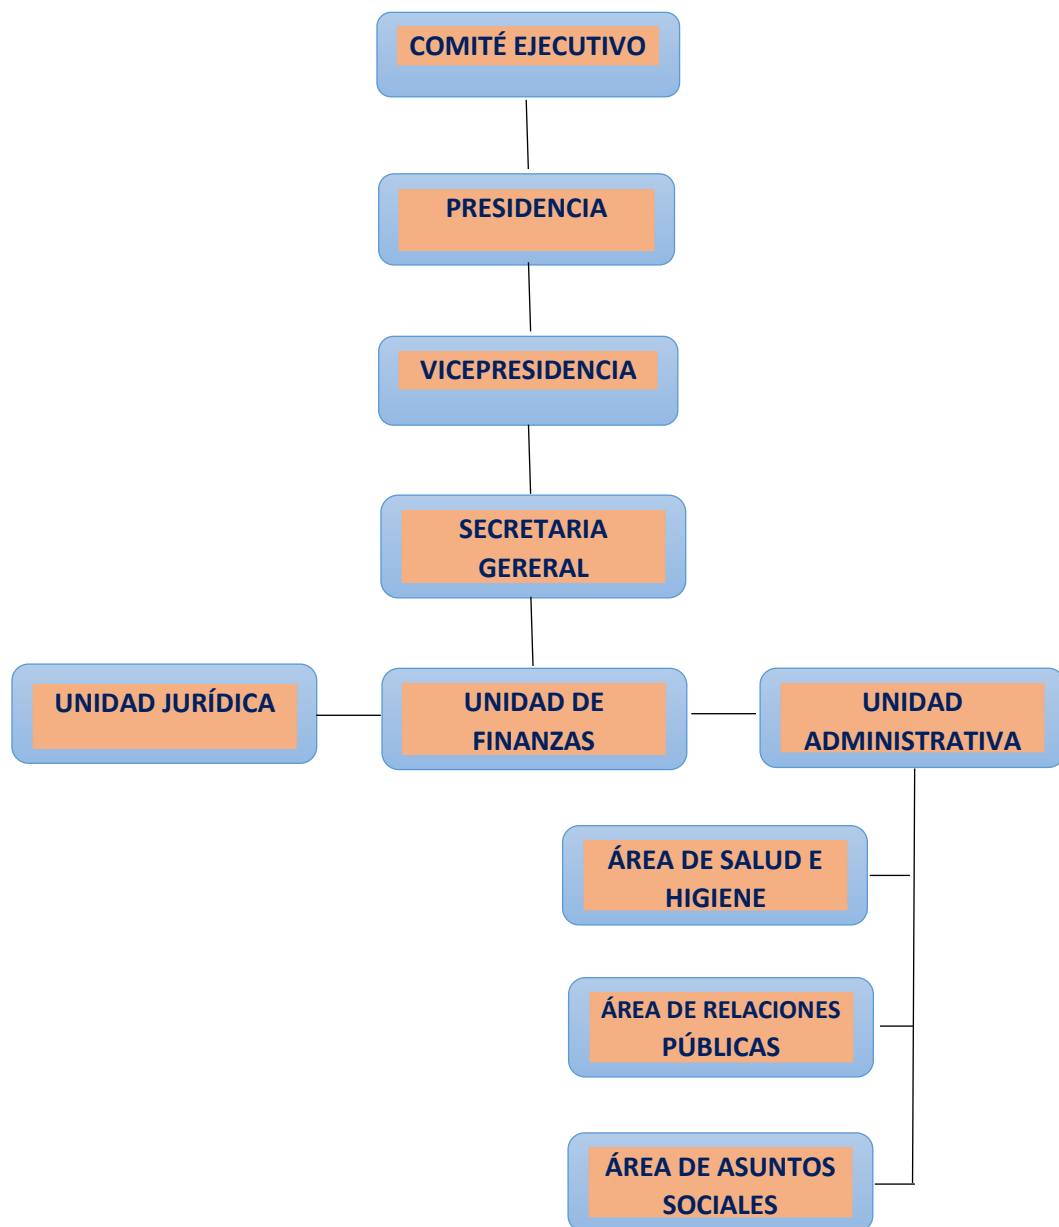 COMITÉ EJECUTIVO
PRESIDENCIA
VICEPRESIDENCIA
SECRETARIA
GERERAL
UNIDAD JURÍDICA
UNIDAD DE
FINANZAS
UNIDAD
ADMINISTRATIVA
ÁREA DE SALUD E
HIGIENE
ÁREA DE RELACIONES
PÚBLICAS
ÁREA DE ASUNTOS
SOCIALES